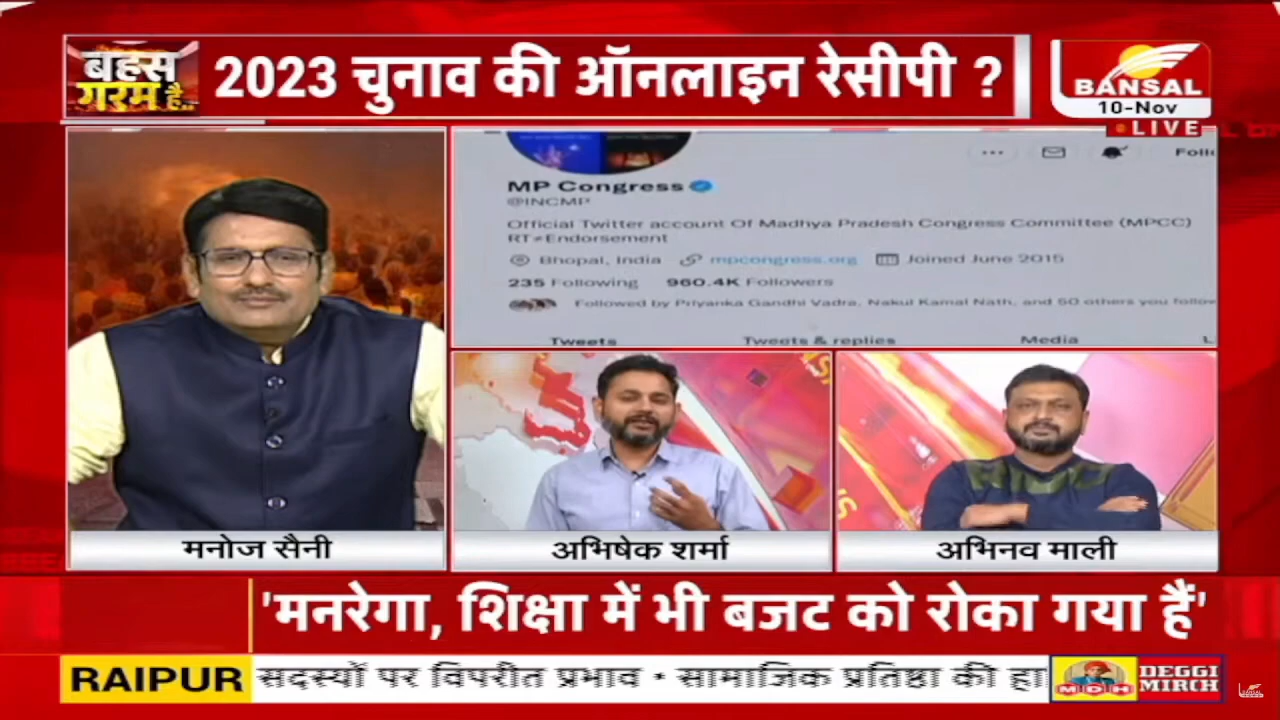 बहस
गरम है..
2023 चुनाव की ऑनलाइन रेसीपी ?
BANSAL
10-Nov
LIVE
MP Congress
@INCMP
Official Twitter account Of Madhya Pradesh Congress Committee (MPCC)
RT≠Endorsement
Bhopal, India mpcongress.org Joined June 2015
235 Following 960.4K Followers
Followed by Priyanka Gandhi Vadra, Nakul Kamal Nath, and 50 others you follow
Tweets Tweets & replies Media
मनोज सैनी
अभिषेक शर्मा
अभिनव माली
'मनरेगा, शिक्षा में भी बजट को रोका गया हैं'
RAIPUR
सदस्यों पर विपरीत प्रभाव • सामाजिक प्रतिष्ठा की हा
MDH
DEGGI
MIRCH
BANSAL